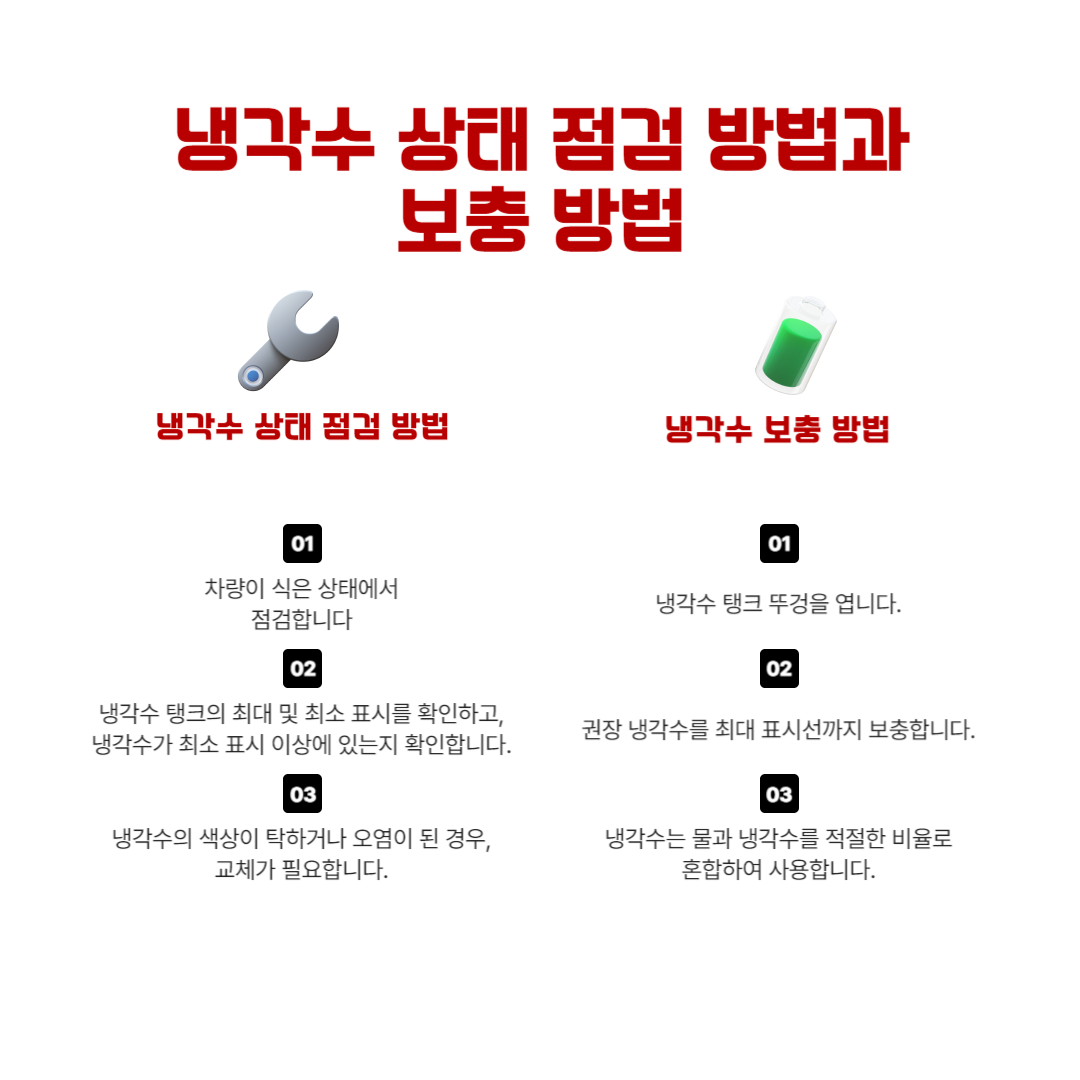 냉각수 상태 점검 방법과
보충 방법
냉각수 상태 점검 방법
01
차량이 식은 상태에서
점검합니다
02
냉각수 탱크의 최대 및 최소 표시를 확인하고,
냉각수가 최소 표시 이상에 있는지 확인합니다.
03
냉각수의 색상이 탁하거나 오염이 된 경우,
교체가 필요합니다.
냉각수 보충 방법
01
냉각수 탱크 뚜겅을 엽니다.
02
권장 냉각수를 최대 표시선까지 보충합니다.
03
냉각수는 물과 냉각수를 적절한 비율로
혼합하여 사용합니다.